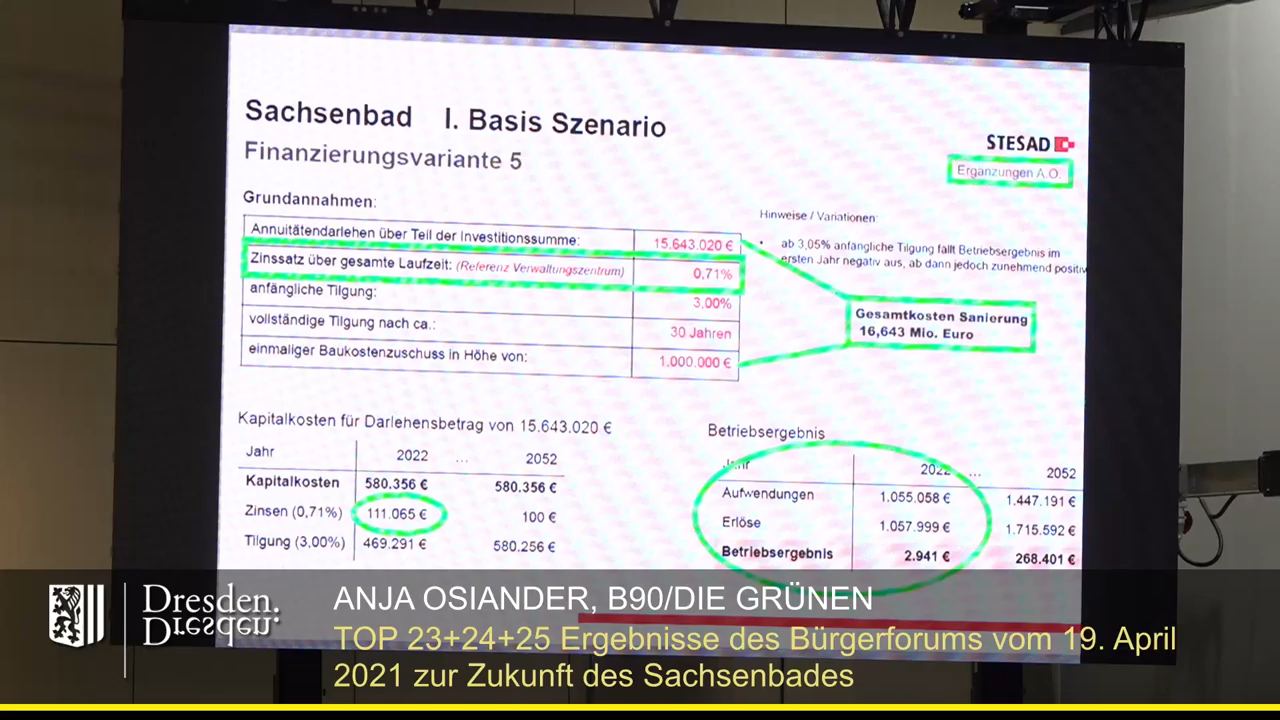 Sachsenbad I. Basis Szenario
Finanzierungsvariante 5
STESAD
Ergänzungen A.O.
Grundannahmen:
Annuitätendarlehen über Teil der Investitionssumme: 15.643.020 €
Zinssatz über gesamte Laufzeit: (Referenz Verwaltungszentrum) 0,71%
anfängliche Tilgung: 3,00%
vollständige Tilgung nach ca.: 30 Jahren
einmaliger Baukostenzuschuss in Höhe von: 1.000.000 €
Hinweise / Variationen:
• ab 3,05% anfängliche Tilgung fällt Betriebsergebnis im
ersten Jahr negativ aus, ab dann jedoch zunehmend positiv
Gesamtkosten Sanierung
16,643 Mio. Euro
Kapitalkosten für Darlehensbetrag von 15.643.020 €
Jahr 2022 ... 2052
Kapitalkosten 580.356 € 580.356 €
Zinsen (0,71%) 111.065 € 100 €
Tilgung (3,00%) 469.291 € 580.256 €
Betriebsergebnis
Jahr 2022 ... 2052
Aufwendungen 1.055.058 € 1.447.191 €
Erlöse 1.057.999 € 1.715.592 €
Betriebsergebnis 2.941 € 268.401 €
Dresden.
Dresden.
ANJA OSIANDER, B90/DIE GRÜNEN
TOP 23+24+25 Ergebnisse des Bürgerforums vom 19. April
2021 zur Zukunft des Sachsenbades